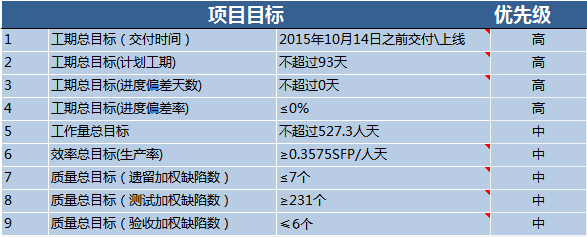 项目目标 优先级
1 工期总目标（交付时间） 2015年10月14日之前交付\上线 高
2 工期总目标(计划工期) 不超过93天 高
3 工期总目标(进度偏差天数) 不超过0天 高
4 工期总目标(进度偏差率) ≤0% 高
5 工作量总目标 不超过527.3人天 中
6 效率总目标(生产率) ≥0.3575SFP/人天 中
7 质量总目标（遗留加权缺陷数） ≤7个 中
8 质量总目标（测试加权缺陷数） ≥231个 中
9 质量总目标（验收加权缺陷数） ≤6个 中